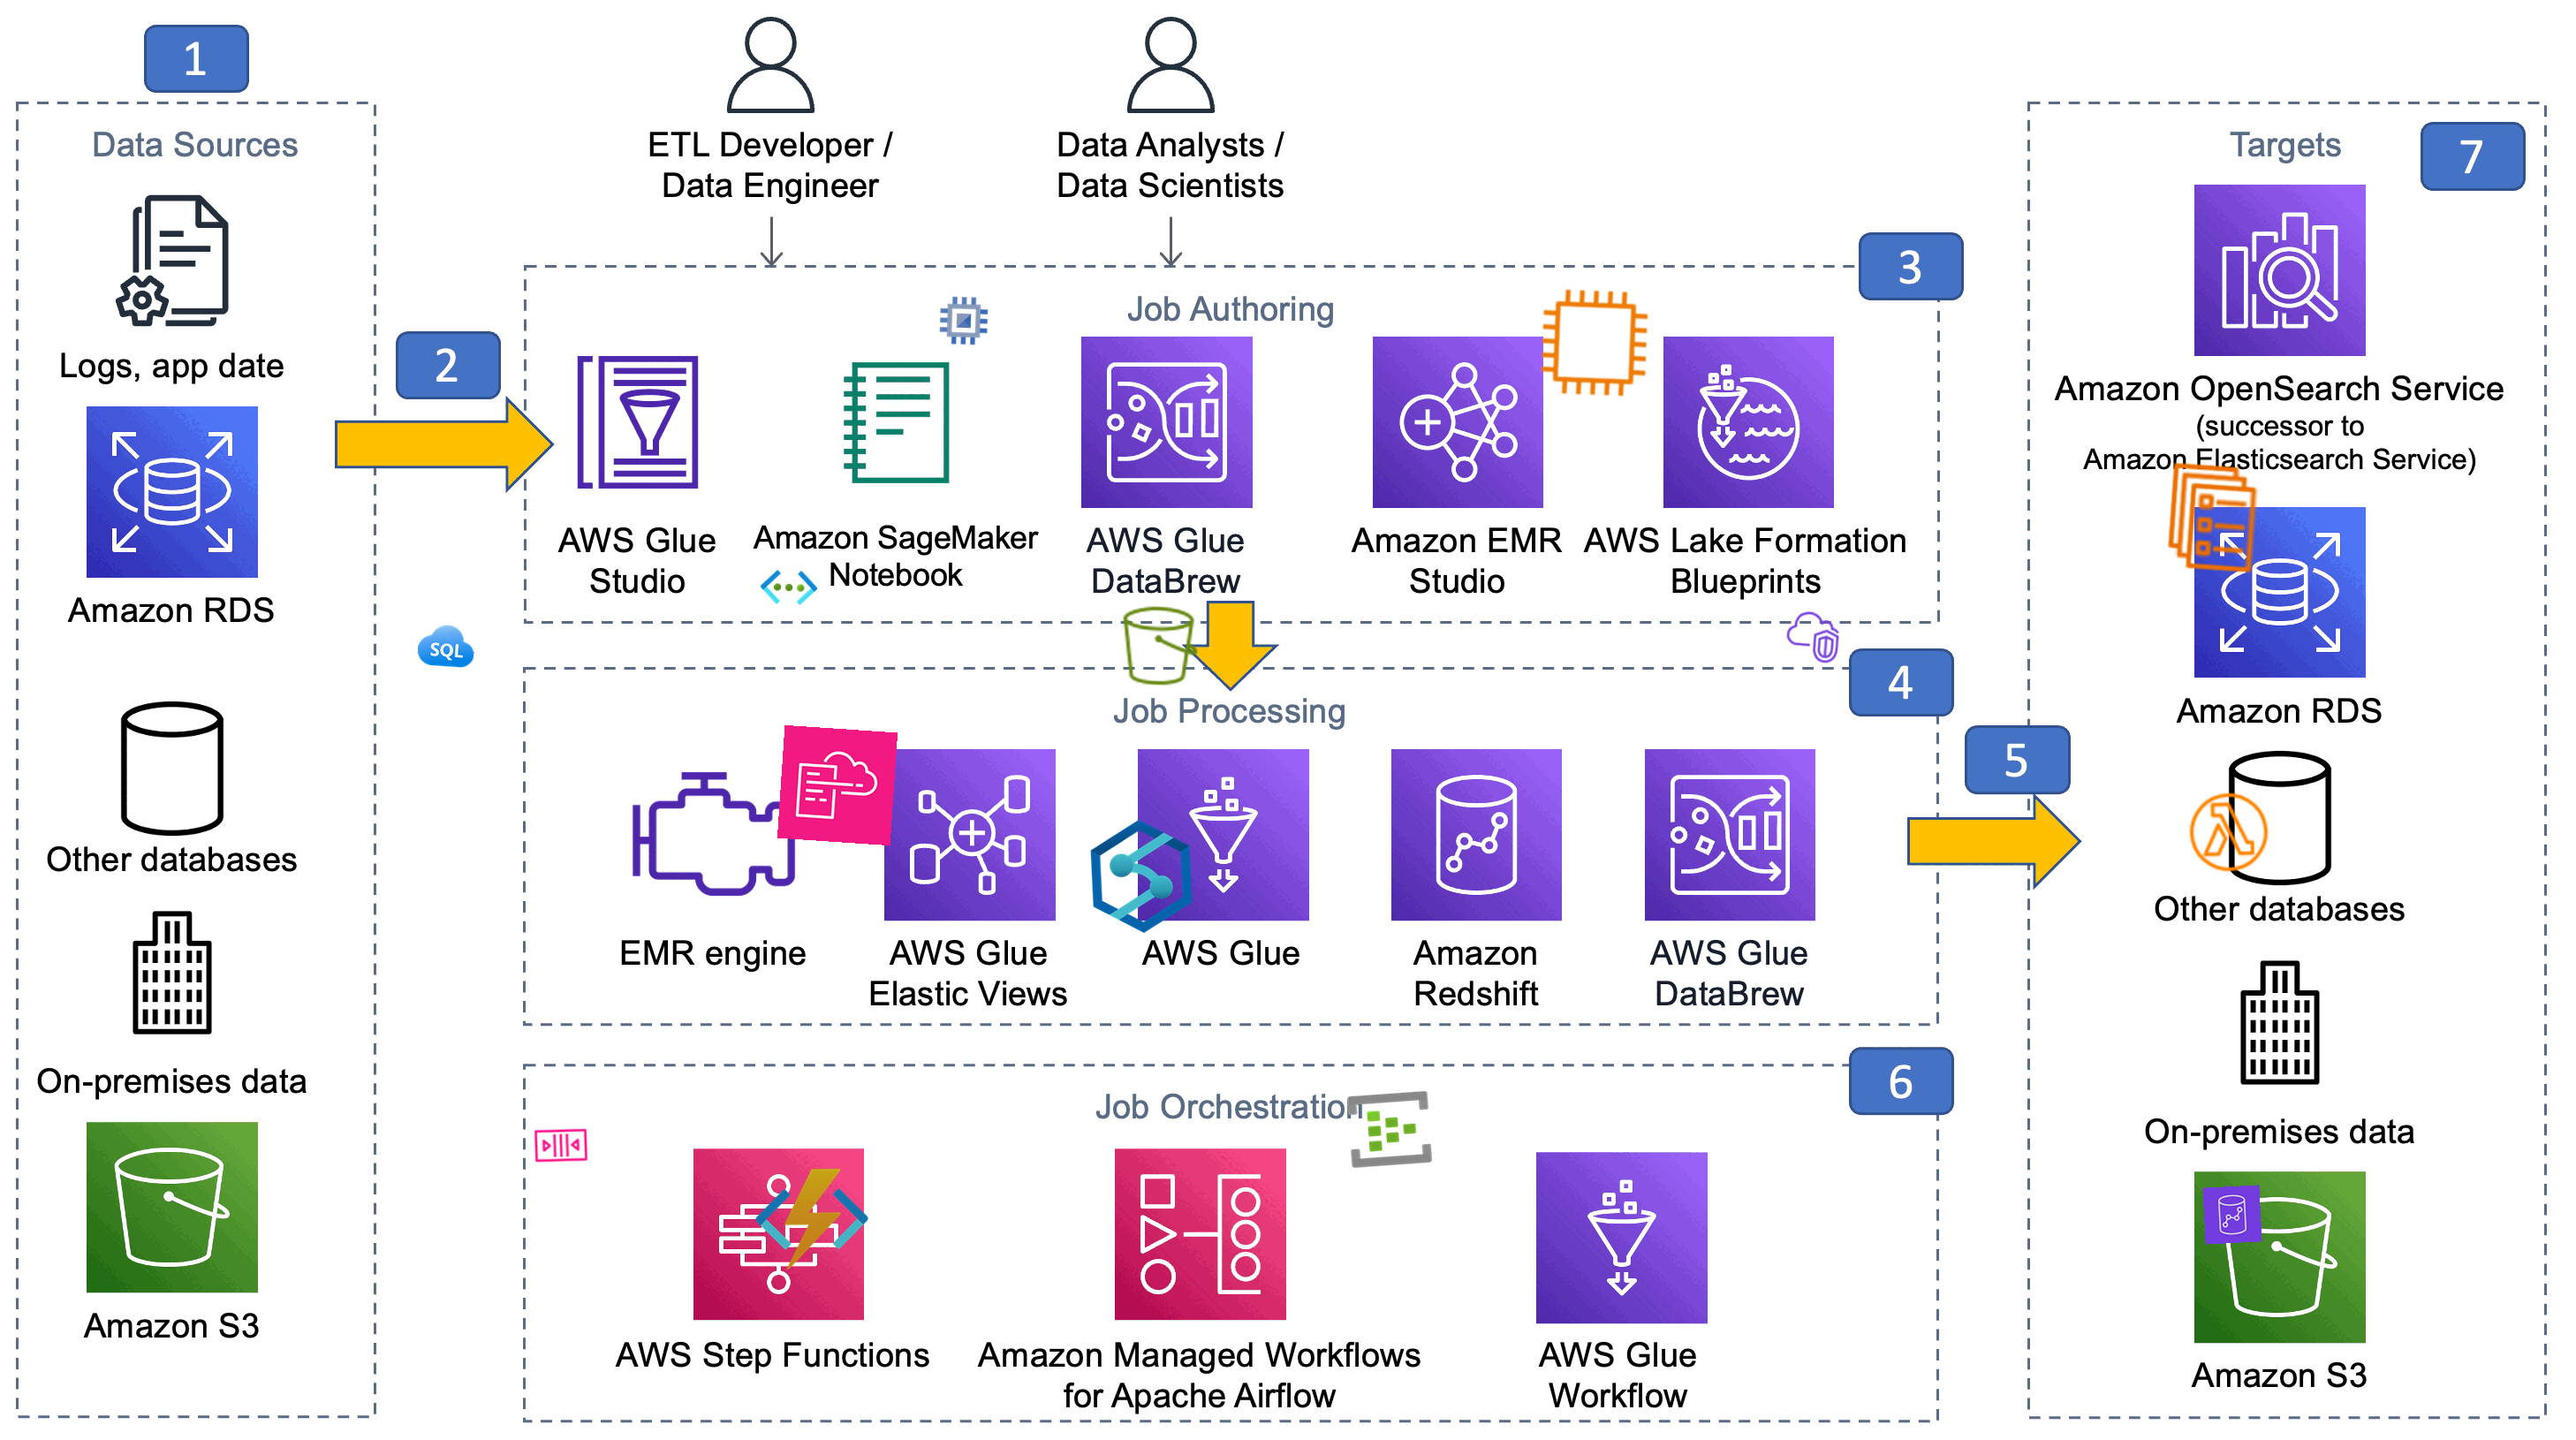 1
Data Sources
Logs, app date
Amazon RDS
Other databases
On-premises data
Amazon S3
2
SQL
ETL Developer /
Data Engineer
Data Analysts /
Data Scientists
3
Job Authoring
AWS Glue
Studio
Amazon SageMaker
Notebook
AWS Glue
DataBrew
Amazon EMR
Studio
AWS Lake Formation
Blueprints
4
Job Processing
EMR engine
AWS Glue
Elastic Views
AWS Glue
Amazon
Redshift
AWS Glue
DataBrew
5
6
Job Orchestration
AWS Step Functions
Amazon Managed Workflows
for Apache Airflow
AWS Glue
Workflow
7
Targets
Amazon OpenSearch Service
(successor to
Amazon Elasticsearch Service)
Amazon RDS
Other databases
On-premises data
Amazon S3